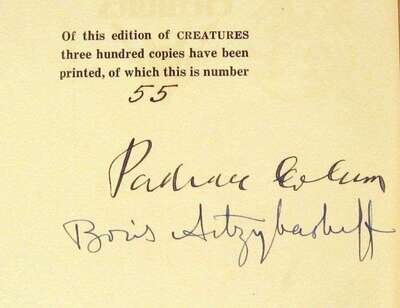 Of this edition of CREATURES
three hundred copies have been
printed, of which this is number
55
Padraic Colum
Boris Artzybasheff